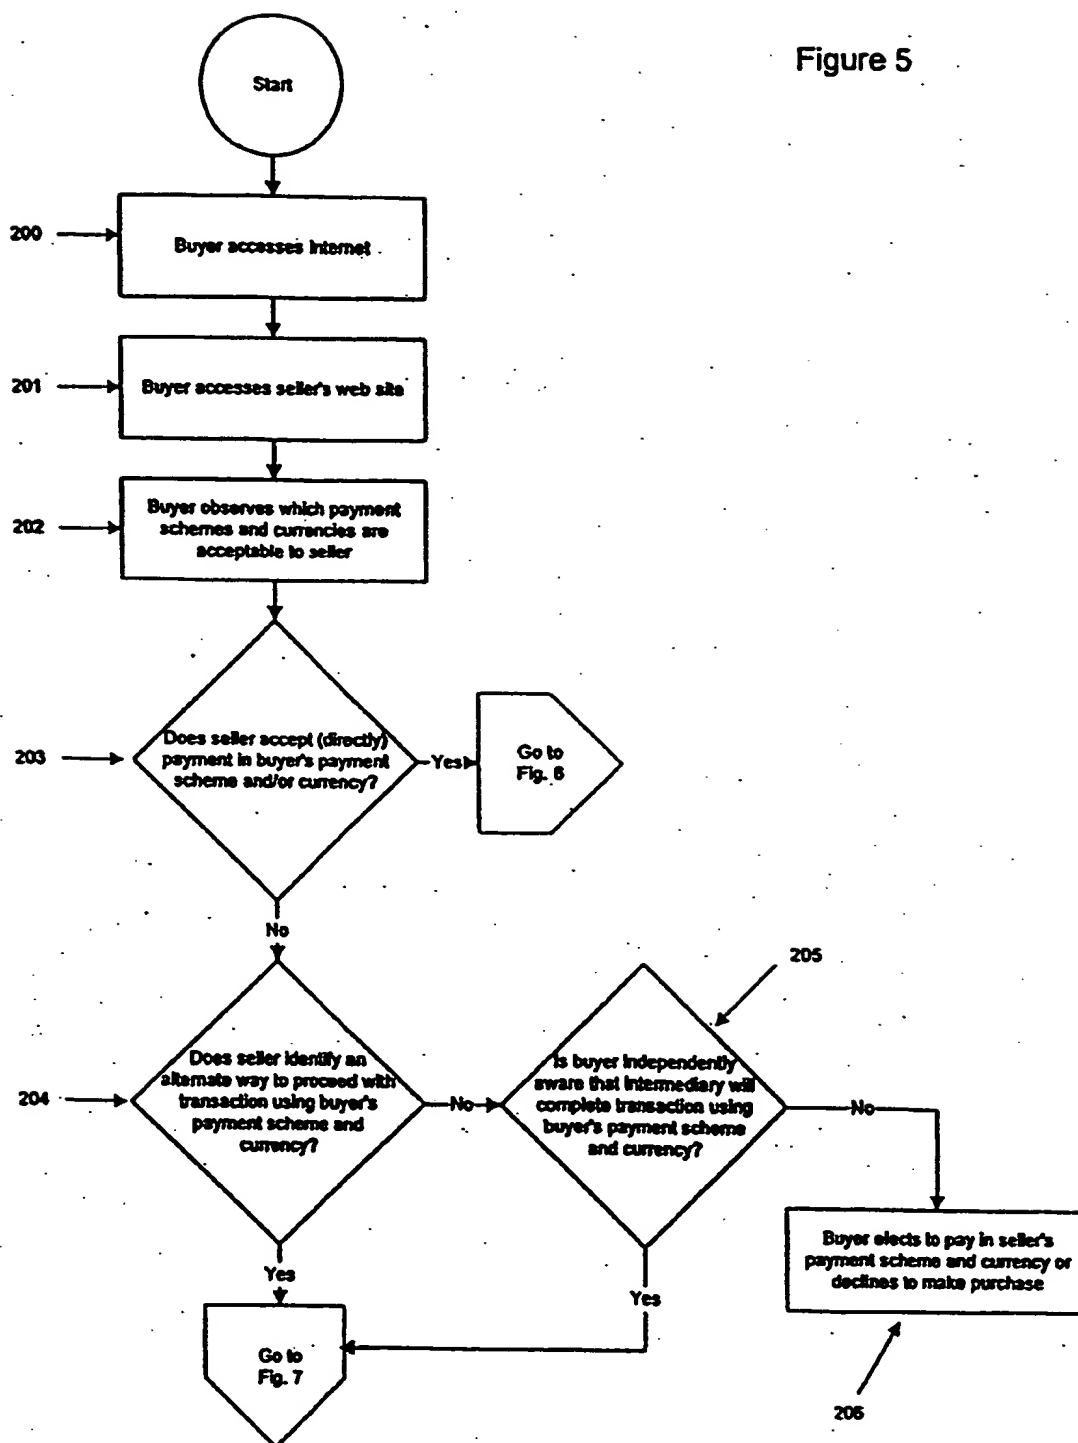 Figure 5
Start
200
Buyer accesses Internet
201
Buyer accesses seller's web site
202
Buyer observes which payment
schemes and currencies are
acceptable to seller
203
Does seller accept (directly)
payment in buyer's payment
scheme and/or currency?
Yes
Go to
Fig. 6
No
204
Does seller identify an
alternate way to proceed with
transaction using buyer's
payment scheme and
currency?
No
205
Is buyer independently
aware that intermediary will
complete transaction using
buyer's payment scheme
and currency?
No
Buyer elects to pay in seller's
payment scheme and currency or
declines to make purchase
206
Yes
Yes
Go to
Fig. 7